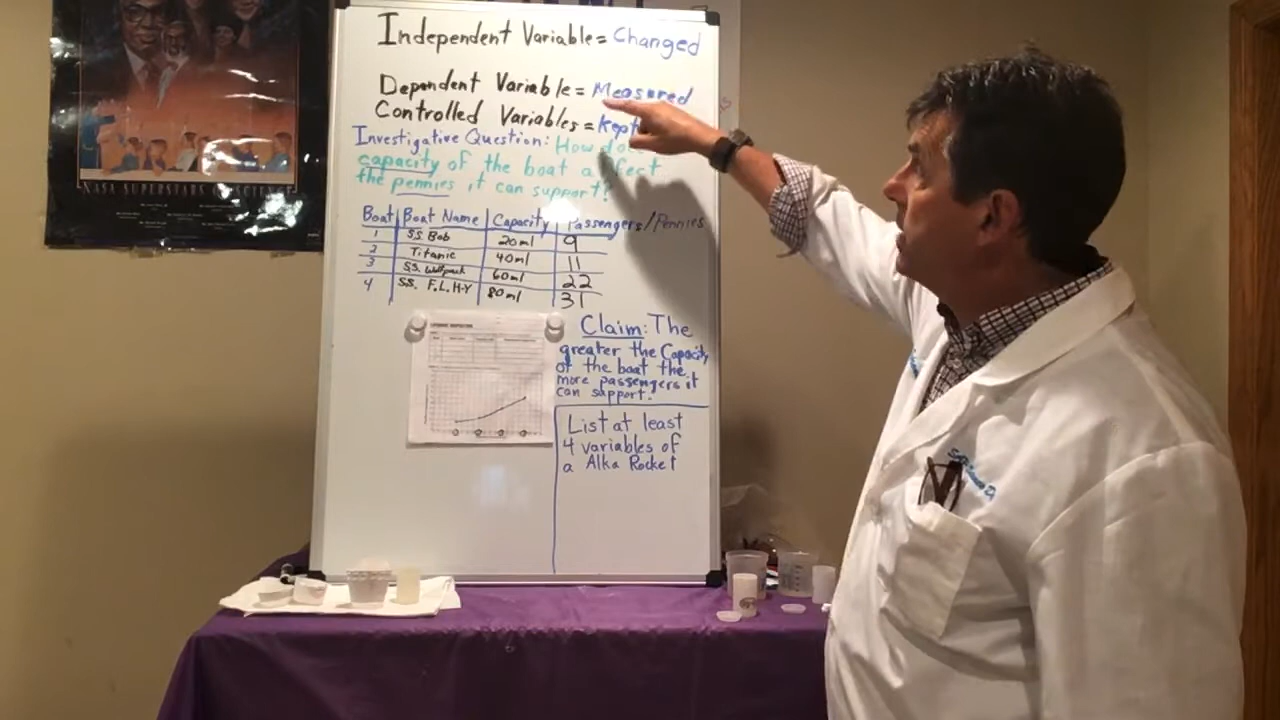 NASA SUPERSTARS OF SCIENCE
Independent Variable = Changed
Dependent Variable = Measured
Controlled Variables = Kept
Investigative Question: How does
capacity of the boat affect
the pennies it can support?
Boat Boat Name Capacity Passengers/Pennies
1 S.S. Bob 20ml 9
2 Titanic 40ml 11
3 S.S. Wolfpack 60ml 22
4 S.S. F.L.H-Y 80ml 31
Claim: The
greater the Capacity
of the boat the
more passengers it
can support.
List at least
4 variables of
a Alka Rocket